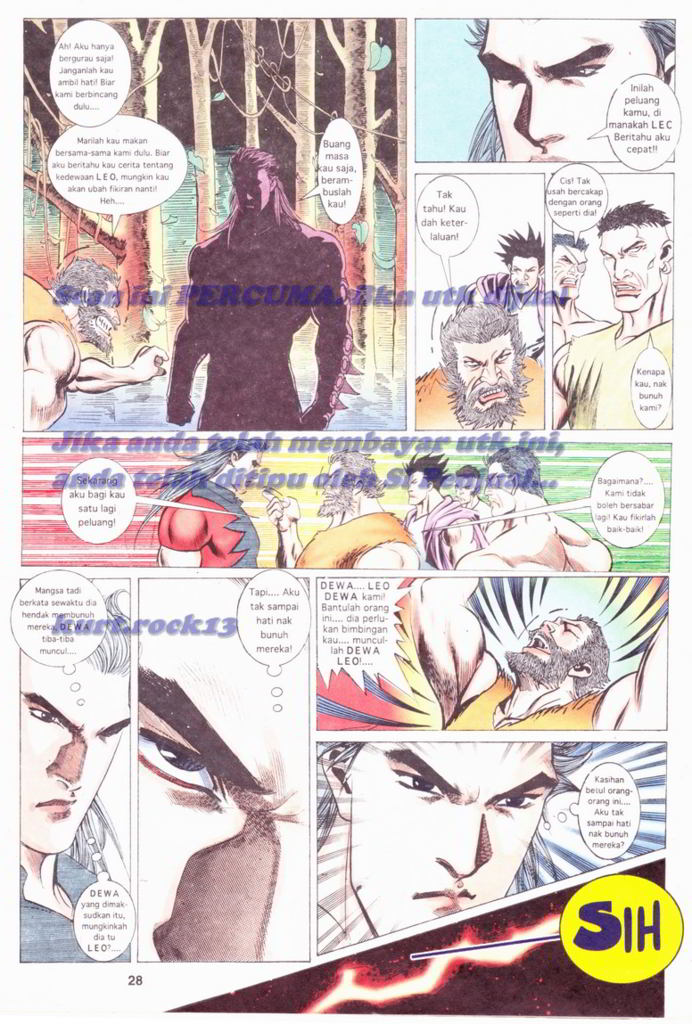 Ah! Aku hanya
bergurau saja!
Janganlah kau
ambil hati! Biar
kami berbincang
dulu....
Mariiah kau makan
bersama-sama kami dulu. Biar
aku beritahu kau cerita tentang
kedewaan LEO, mungkin kau
akan ubah fikiran nanti!
Heh....
Buang
masa
kau saja,
beram-
buslah
kau!
Inilah
peluang
kamu, di
manakah LEC
Beritahu aku
cepat!!
Tak
tahu! Kau
dah keter-
laluan!
Cis! Tak
usah bercakap
dengan orang
seperti dia!
Kenapa
kau, nak
bunuh
kami?
Scan ini PERCUMA. Jika utk dijual
Jika anda telah membayar utk ini,
anda telah ditipu oleh Si Penjual...
Sekarang
aku bagi kau
satu lagi
peluang!
Bagaimana?....
Kami tidak
boleh bersabar
lagi! Kau fikirlah
baik-baik!
Mangsa tadi
berkata sewaktu dia
hendak membunuh
mereka, DEWA
tiba-tiba
muncul....
DEWA
yang dimak-
sudkan itu,
mungkinkah
dia tu
LEO?....
Tapi.... Aku
tak sampai
hati nak
bunuh
mereka!
.rock13
DEWA.... LEO
DEWA kami!
Bantulah orang
ini.... dia perlu-
kan bimbingan
kau.... muncul-
lah DEWA
LEO!....
Kasihan
betul orang-
orang ini....
Aku tak
sampai hati
nak bunuh
mereka?
SIH
28